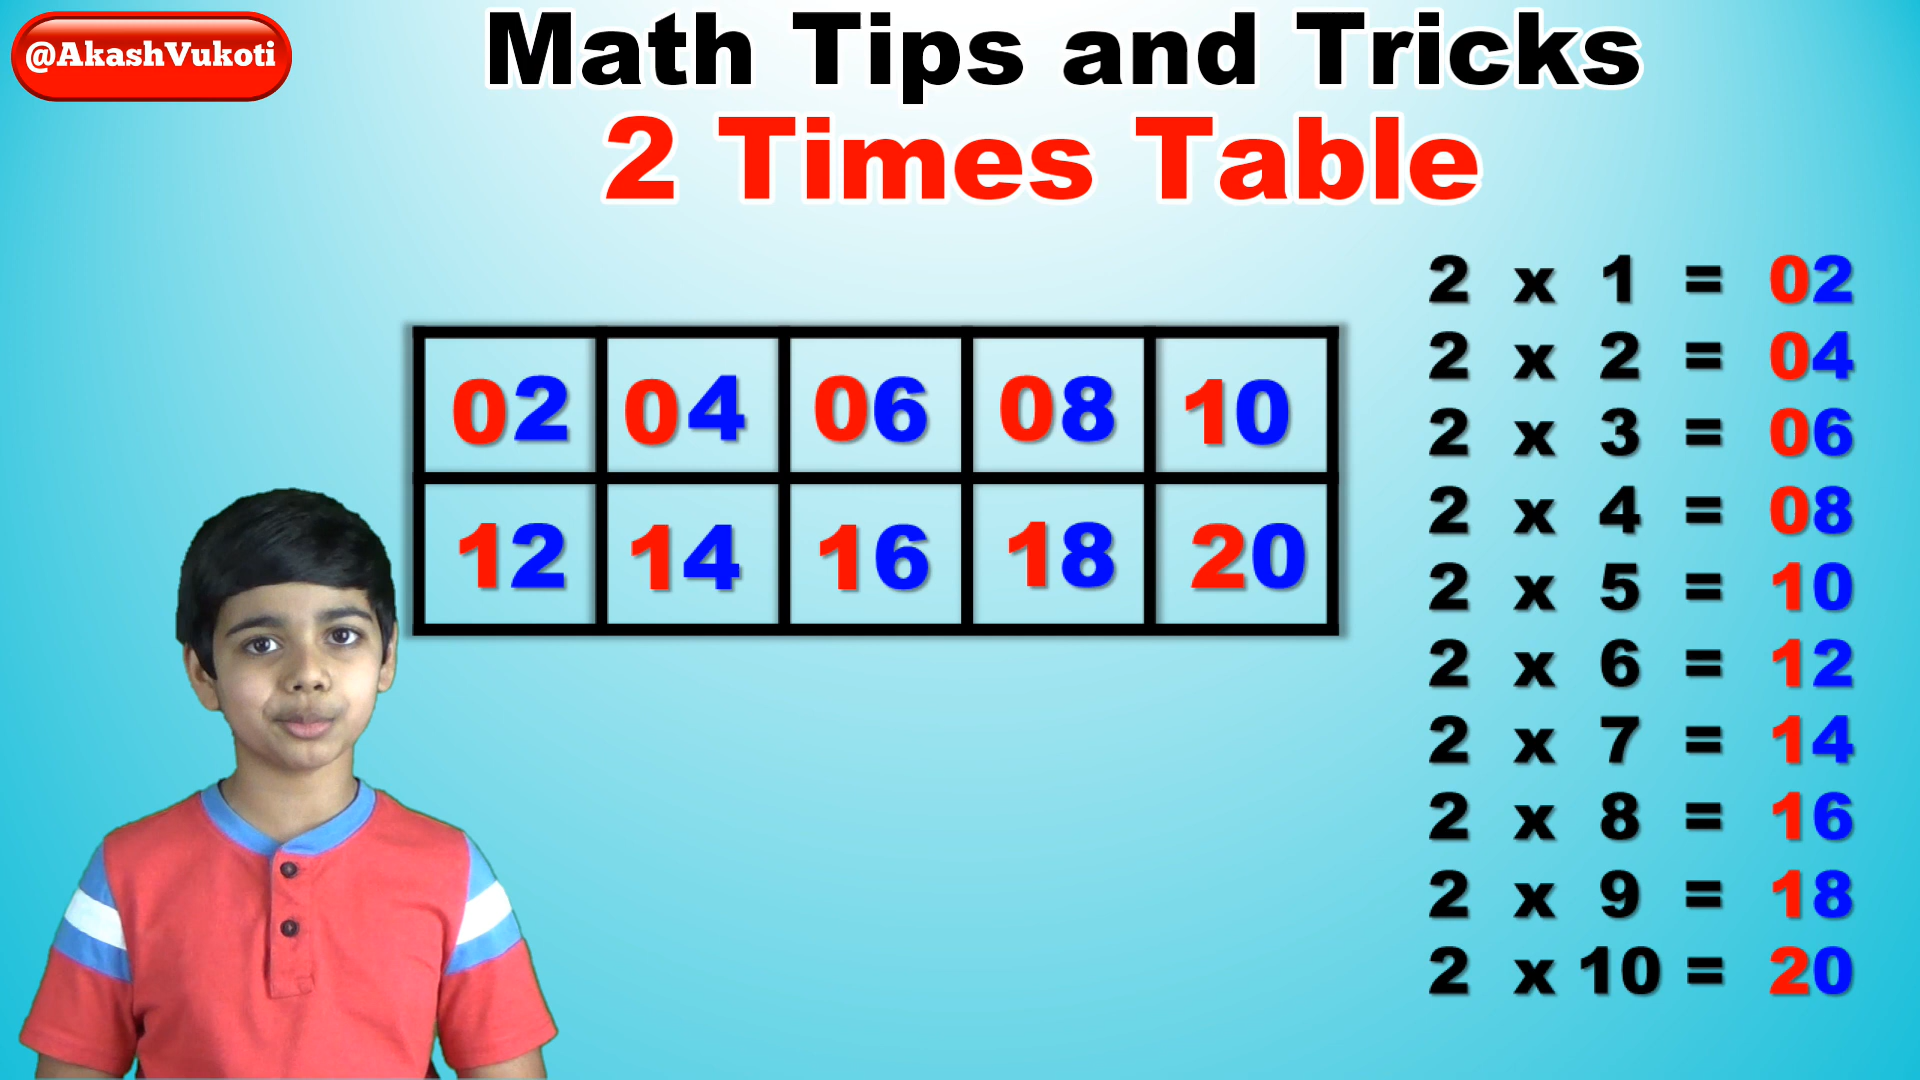 @AkashVukoti
Math Tips and Tricks
2 Times Table
02 04 06 08 10
12 14 16 18 20
2 x 1 = 02
2 x 2 = 04
2 x 3 = 06
2 x 4 = 08
2 x 5 = 10
2 x 6 = 12
2 x 7 = 14
2 x 8 = 16
2 x 9 = 18
2 x 10 = 20